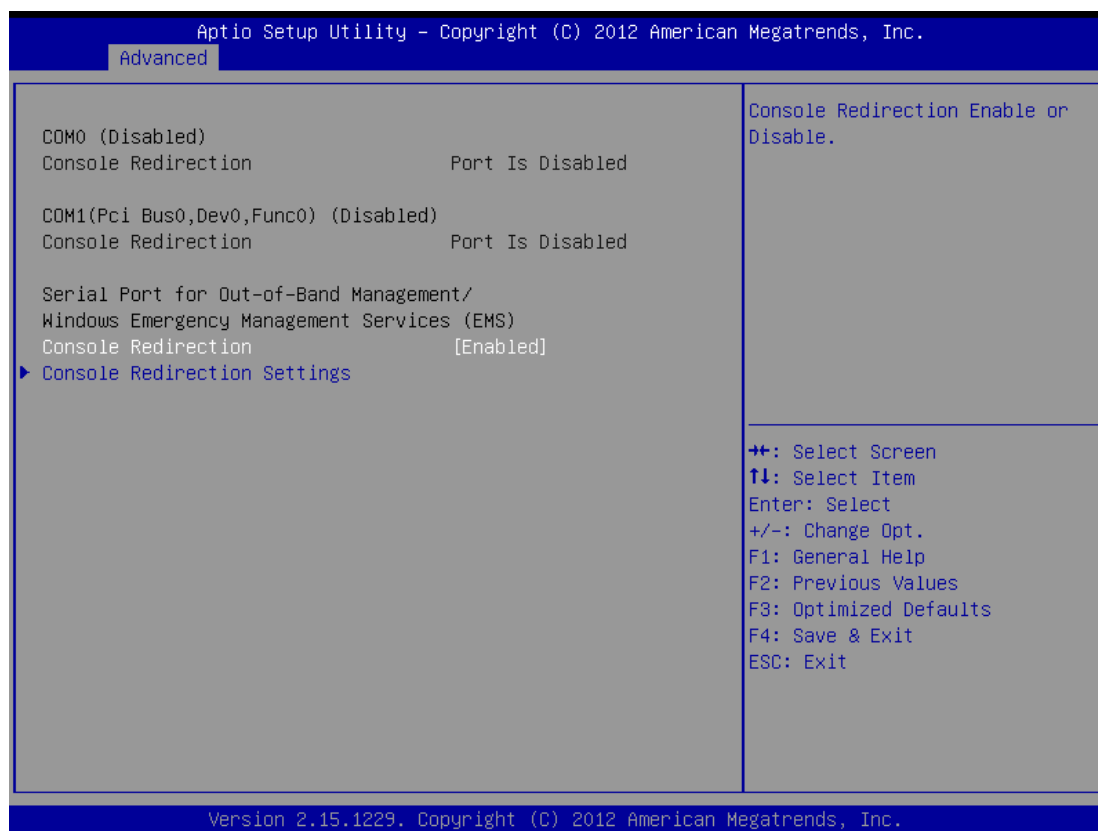 Aptio Setup Utility – Copyright (C) 2012 American Megatrends, Inc.
Advanced
COM0 (Disabled)
Console Redirection Port Is Disabled
COM1(Pci Bus0,Dev0,Func0) (Disabled)
Console Redirection Port Is Disabled
Serial Port for Out-of-Band Management/
Windows Emergency Management Services (EMS)
Console Redirection [Enabled]
Console Redirection Settings
Console Redirection Enable or
Disable.
→←: Select Screen
↑↓: Select Item
Enter: Select
+/-: Change Opt.
F1: General Help
F2: Previous Values
F3: Optimized Defaults
F4: Save & Exit
ESC: Exit
Version 2.15.1229. Copyright (C) 2012 American Megatrends, Inc.